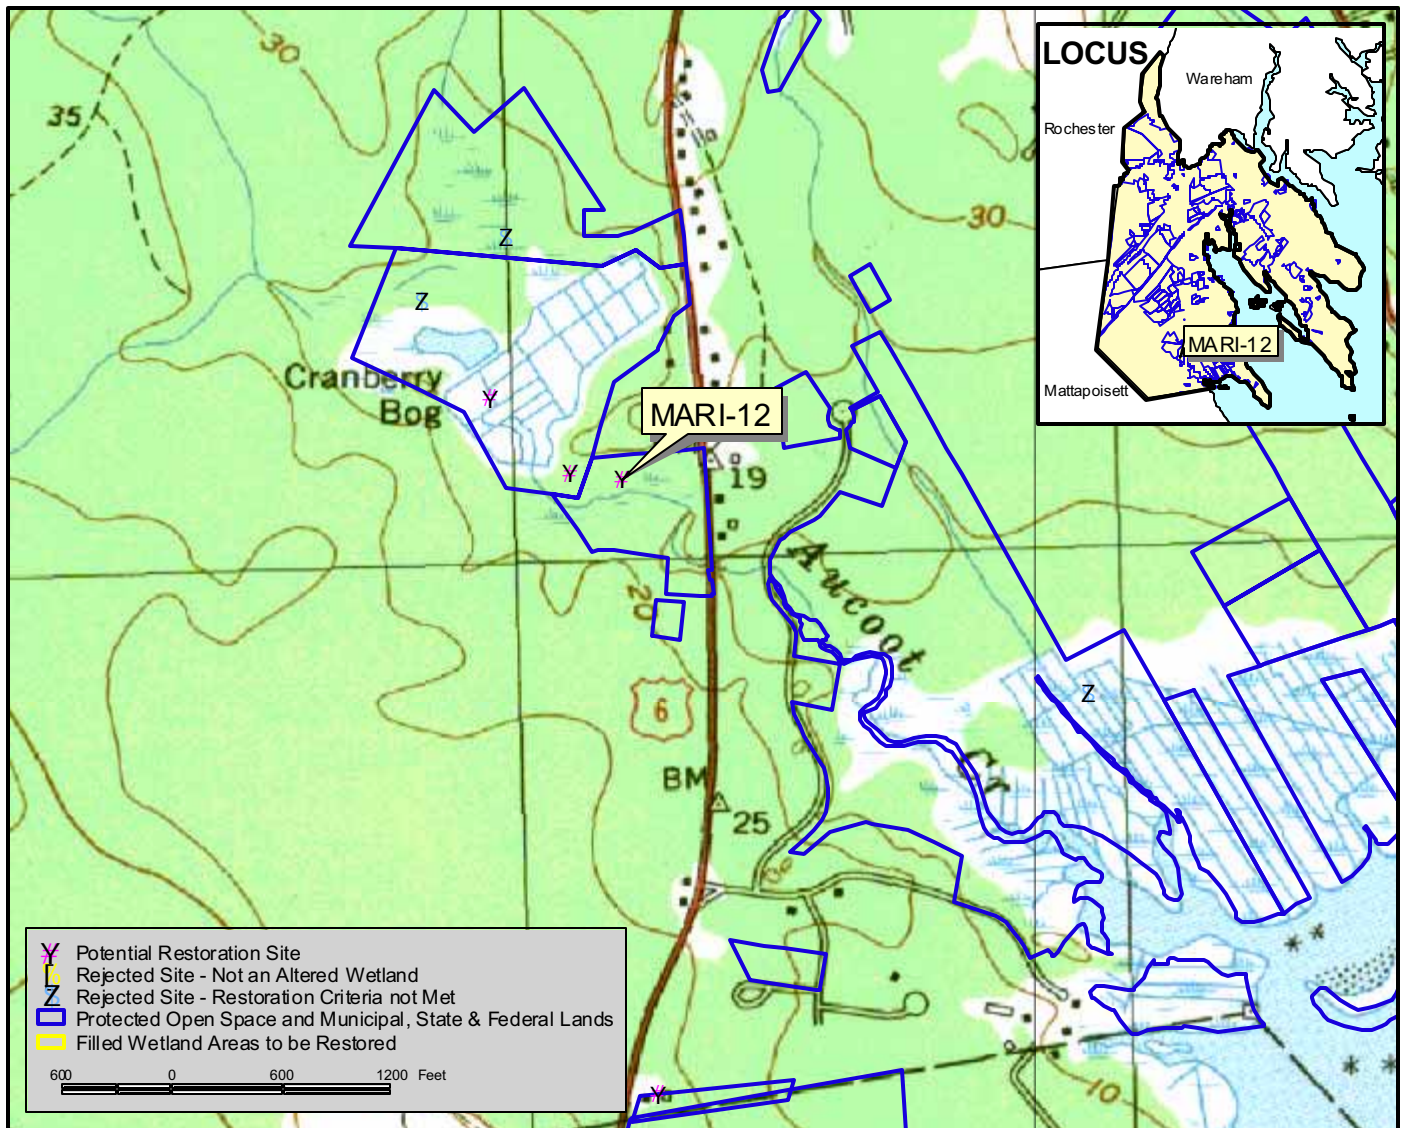 30
35
LOCUS
Wareham
Rochester
MARI-12
Mattapoisett
30
Cranberry
Bog
MARI-12
19
Aucoot
Cr
20
6
BM
25
10
Z
Z
Y
Y
Y
Z
Y
Y Potential Restoration Site
Rejected Site - Not an Altered Wetland
Z Rejected Site - Restoration Criteria not Met
Protected Open Space and Municipal, State & Federal Lands
Filled Wetland Areas to be Restored
600 0 600 1200 Feet